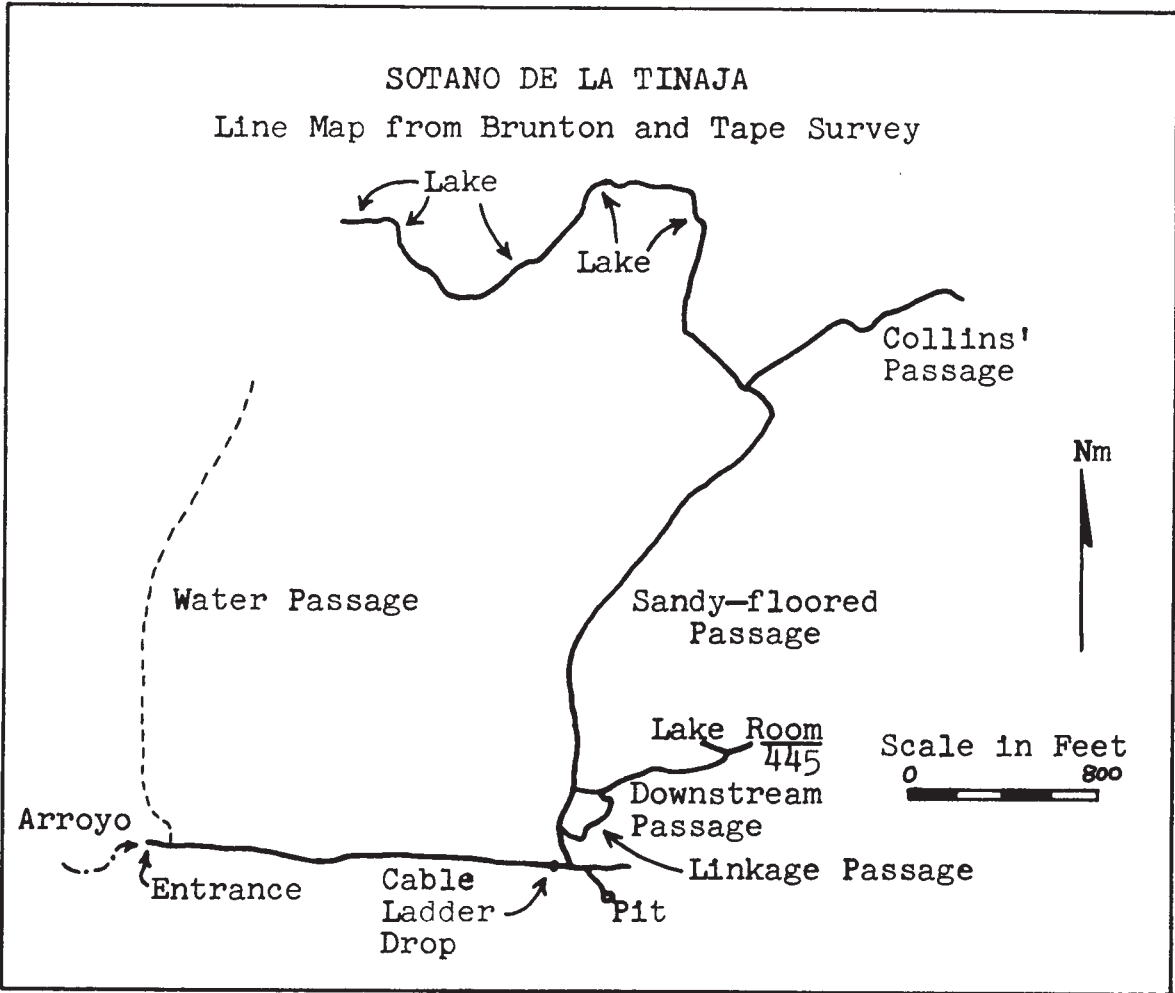 SOTANO DE LA TINAJA
Line Map from Brunton and Tape Survey
Lake
Lake
Collins'
Passage
Nm
Water Passage
Sandy-floored
Passage
Lake Room
445
Scale in Feet
0 800
Downstream
Passage
Arroyo
Linkage Passage
Entrance
Cable
Ladder
Drop
Pit